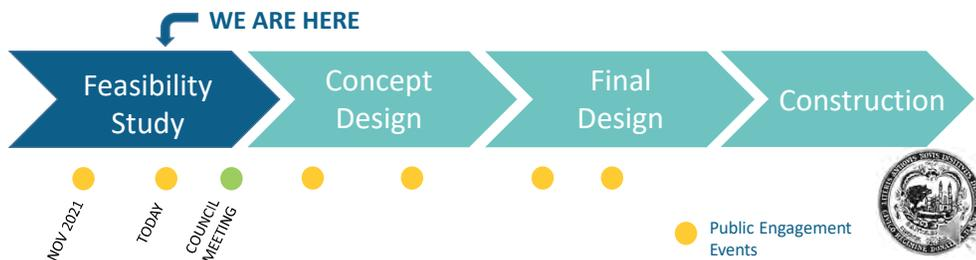 WE ARE HERE
Feasibility
Study
Concept
Design
Final
Design
Construction
NOV 2021
TODAY
COUNCIL
MEETING
Public Engagement
Events